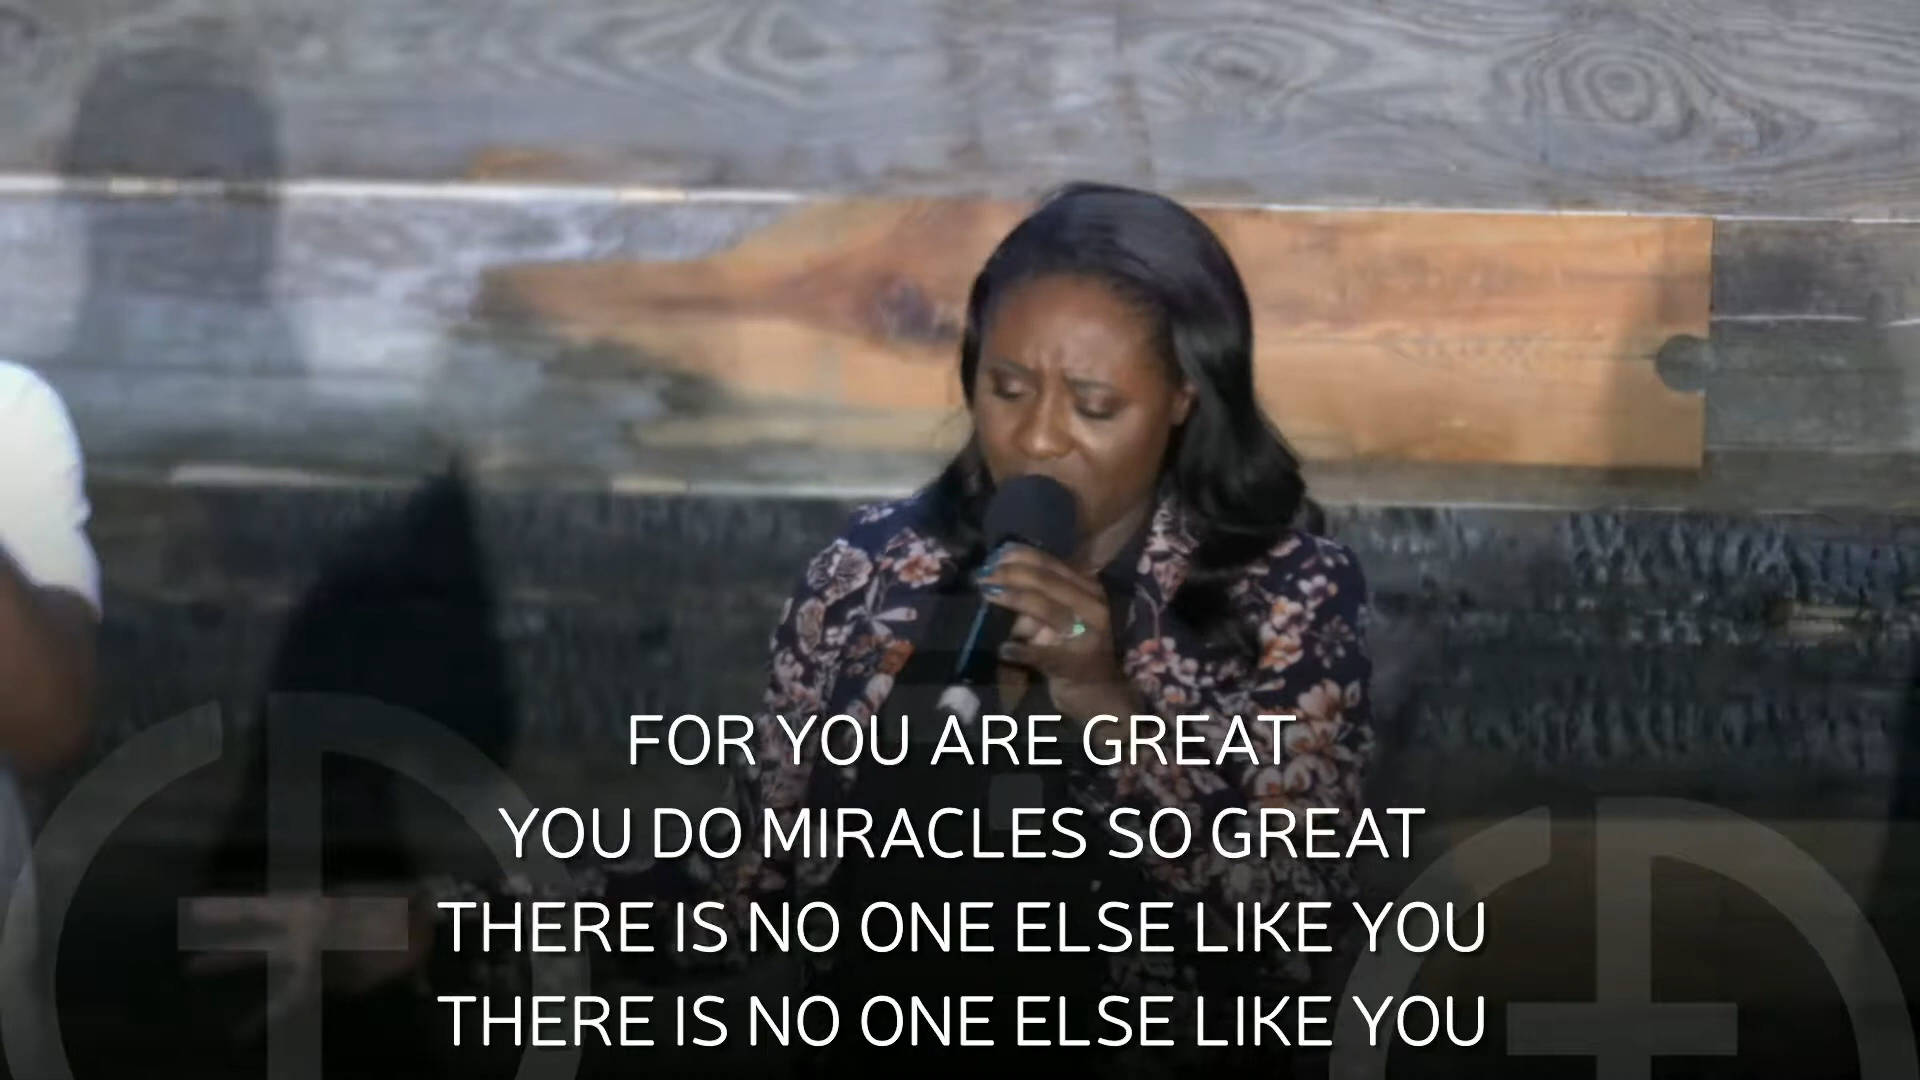 FOR YOU ARE GREAT
YOU DO MIRACLES SO GREAT
THERE IS NO ONE ELSE LIKE YOU
THERE IS NO ONE ELSE LIKE YOU